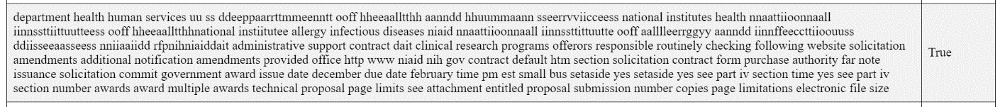 department health human services uu ss ddeeppaarrttmmeenntt ooff hheeaalltthh aanndd hhuummaann sseerrvviicceess national institutes health nnaattiioonnaall
iinnssttiittuutteess ooff hheeaalltthhnational instiitutee allergy infectious diseases niaid nnaattiioonnaall iinnssttittuutte ooff aalllleerrggyy aanndd iinnffeeccttiioouuss
ddiisseeaasseess nniiaaiidd rfpnihniaiddait administrative support contract dait clinical research programs offerors responsible routinely checking following website solicitation
amendments additional notification amendments provided office http www niaid nih gov contract default htm section solicitation contract form purchase authority far note
issuance solicitation commit government award issue date december due date february time pm est small bus setaside yes setaside yes see part iv section time yes see part iv
section number awards award multiple awards technical proposal page limits see attachment entitled proposal submission number copies page limitations electronic file size
True